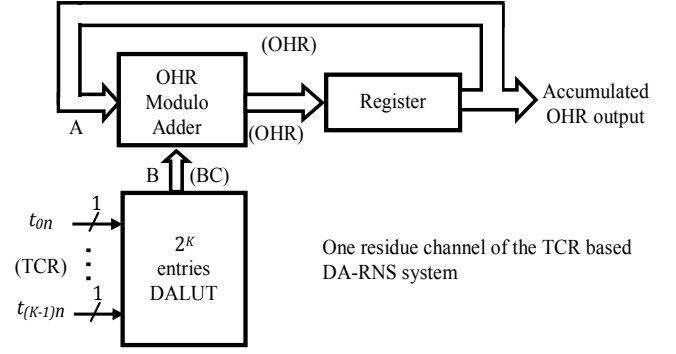 (OHR)
OHR
Modulo
Adder
Register
Accumulated
OHR output
A
(OHR)
B (BC)
1
t0n
(TCR)
1
t(K-1)n
2^K
entries
DALUT
One residue channel of the TCR based
DA-RNS system